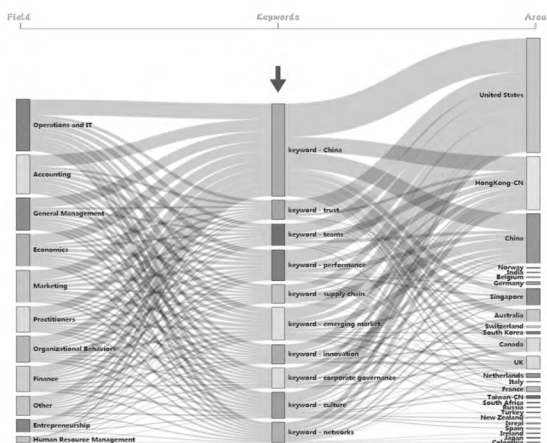 Field
Keywords
Area
Operations and IT
Accounting
General Management
Economics
Marketing
Practitioners
Organizational Behaviors
Finance
Other
Entrepreneurship
Human Resource Management
keyword - China
keyword - trust
keyword - teams
keyword - performance
keyword - supply chain
keyword - emerging market
keyword - innovation
keyword - corporate governance
keyword - culture
keyword - networks
United States
HongKong-CN
China
Norway
India
Belgium
Germany
Singapore
Australia
Switzerland
South Korea
Canada
UK
Netherlands
Italy
France
Taiwan-CN
South Africa
Russia
Turkey
New Zealand
Isreal
Spain
Ireland
Japan